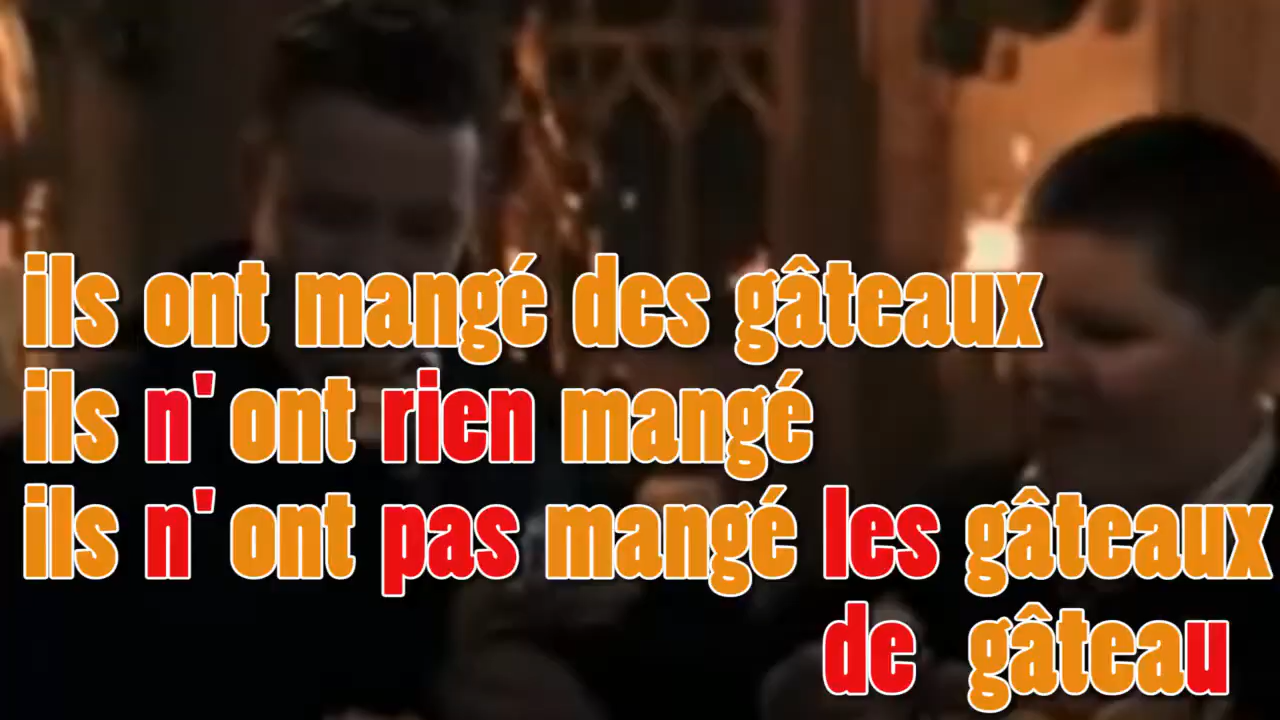 ils ont mangé des gâteaux
ils n' ont rien mangé
ils n' ont pas mangé les gâteaux
de gâteau